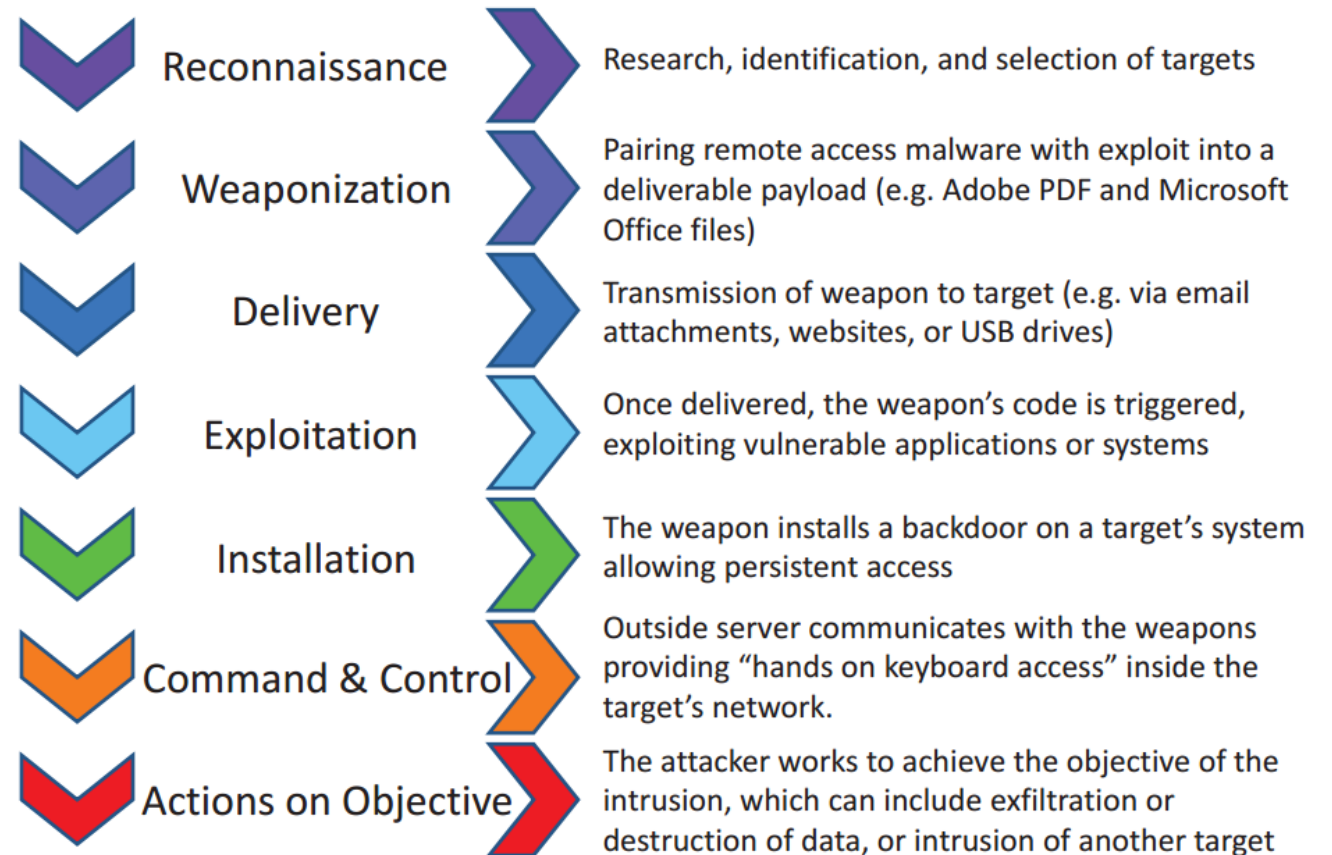 Reconnaissance
Research, identification, and selection of targets
Weaponization
Pairing remote access malware with exploit into a
deliverable payload (e.g. Adobe PDF and Microsoft
Office files)
Delivery
Transmission of weapon to target (e.g. via email
attachments, websites, or USB drives)
Exploitation
Once delivered, the weapon’s code is triggered,
exploiting vulnerable applications or systems
Installation
The weapon installs a backdoor on a target’s system
allowing persistent access
Command & Control
Outside server communicates with the weapons
providing “hands on keyboard access” inside the
target’s network.
Actions on Objective
The attacker works to achieve the objective of the
intrusion, which can include exfiltration or
destruction of data, or intrusion of another target